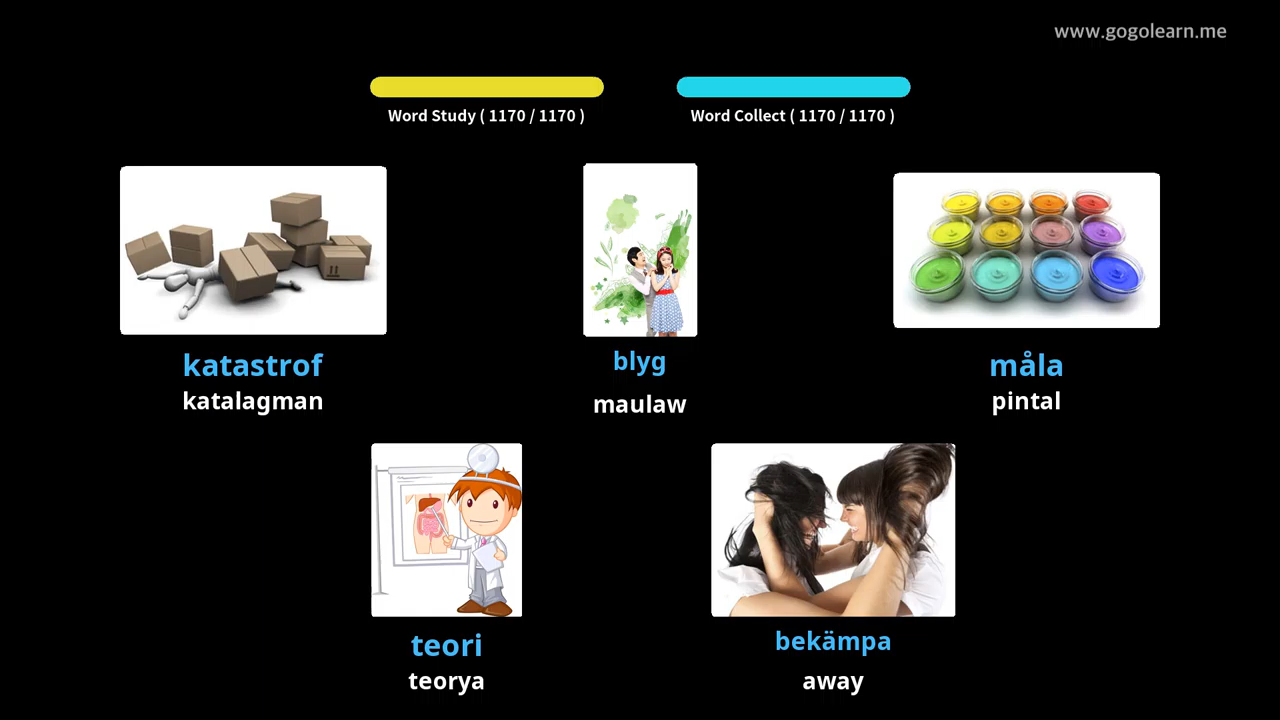 www.gogolearn.me
Word Study ( 1170 / 1170 )
Word Collect ( 1170 / 1170 )
katastrof
katalagman
blyg
maulaw
måla
pintal
teori
teorya
bekämpa
away